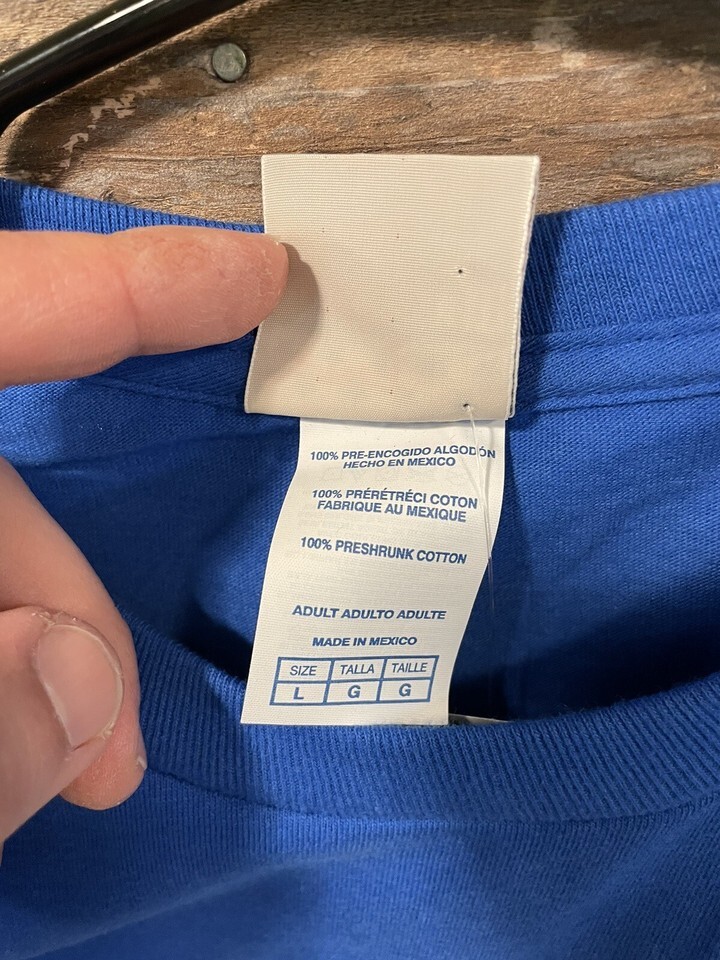 100% PRE-ENCOGIDO ALGODÓN
HECHO EN MEXICO
100% PRÉRÉTRÉCI COTON
FABRIQUE AU MEXIQUE
100% PRESHRUNK COTTON
ADULT ADULTO ADULTE
MADE IN MEXICO
SIZE TALLA TAILLE
L G G